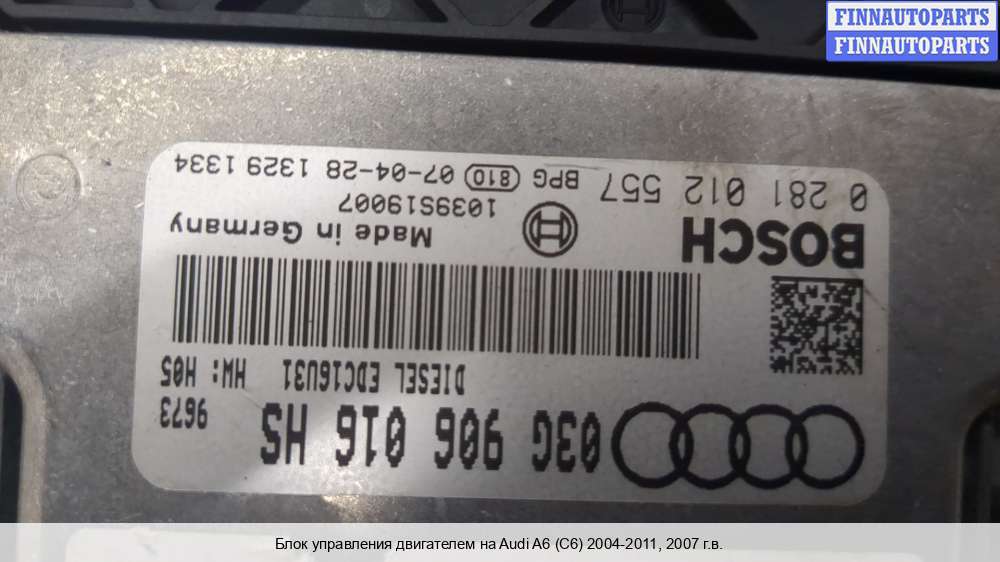 FINNAUTOPARTS
FINNAUTOPARTS
03G 906 016 HS
9673
DIESEL EDC16U31 HW: H05
BOSCH
Made in Germany
1039S19007
0 281 012 557 BPG 810 07-04-28 1329 1334
Блок управления двигателем на Audi A6 (C6) 2004-2011, 2007 г.в.